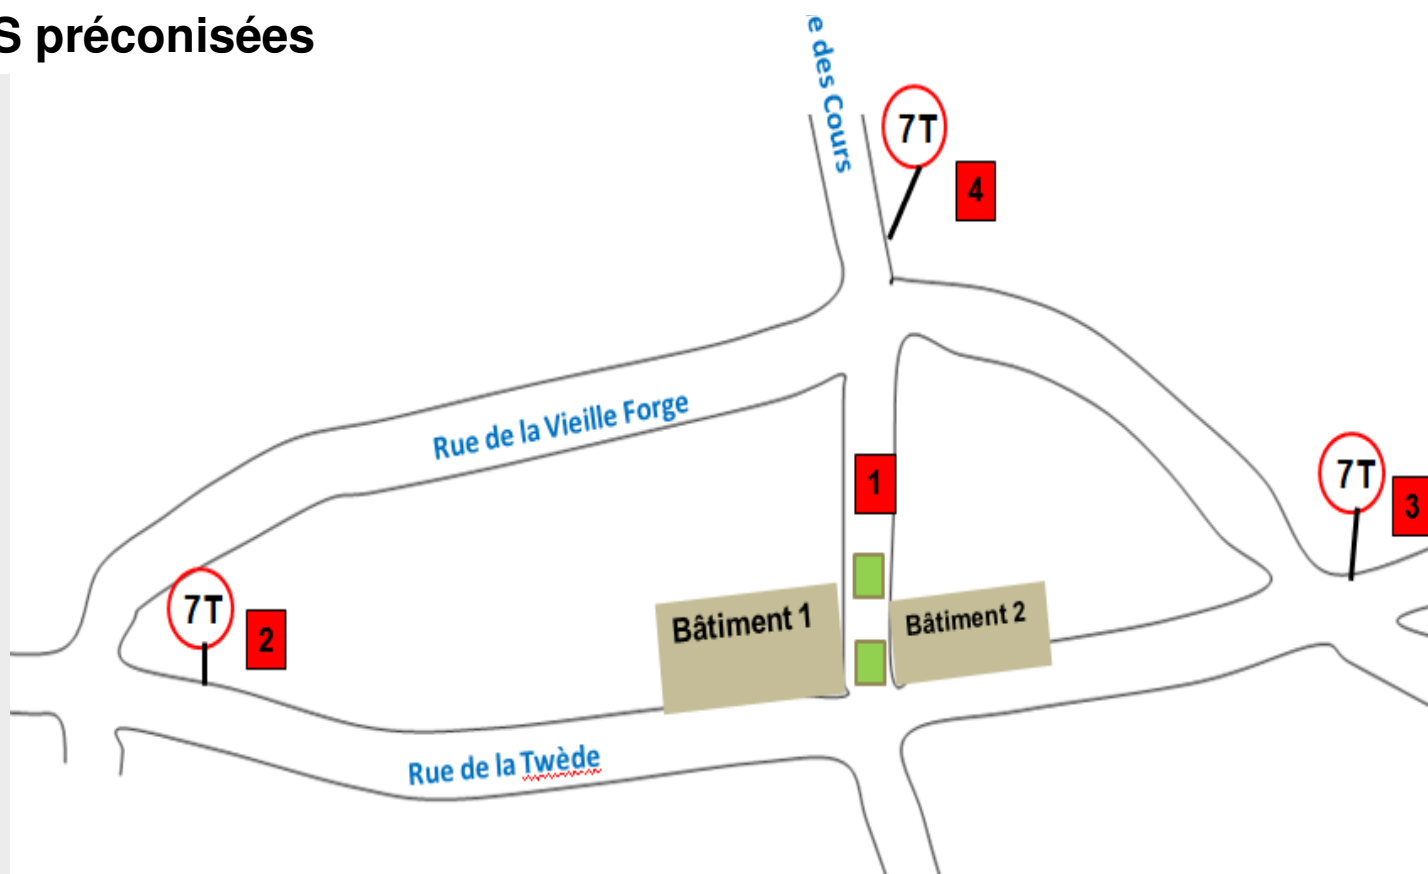 S préconisées
e des Cours
7T
4
Rue de la Vieille Forge
1
7T
3
7T
2
Bâtiment 1
Bâtiment 2
Rue de la Twède